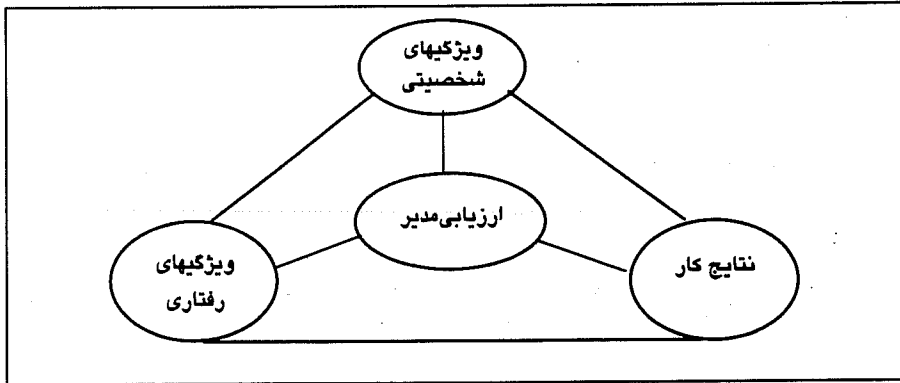 ویژگیهای
شخصیتی
ارزیابی مدیر
ویژگیهای
رفتاری
نتایج کار